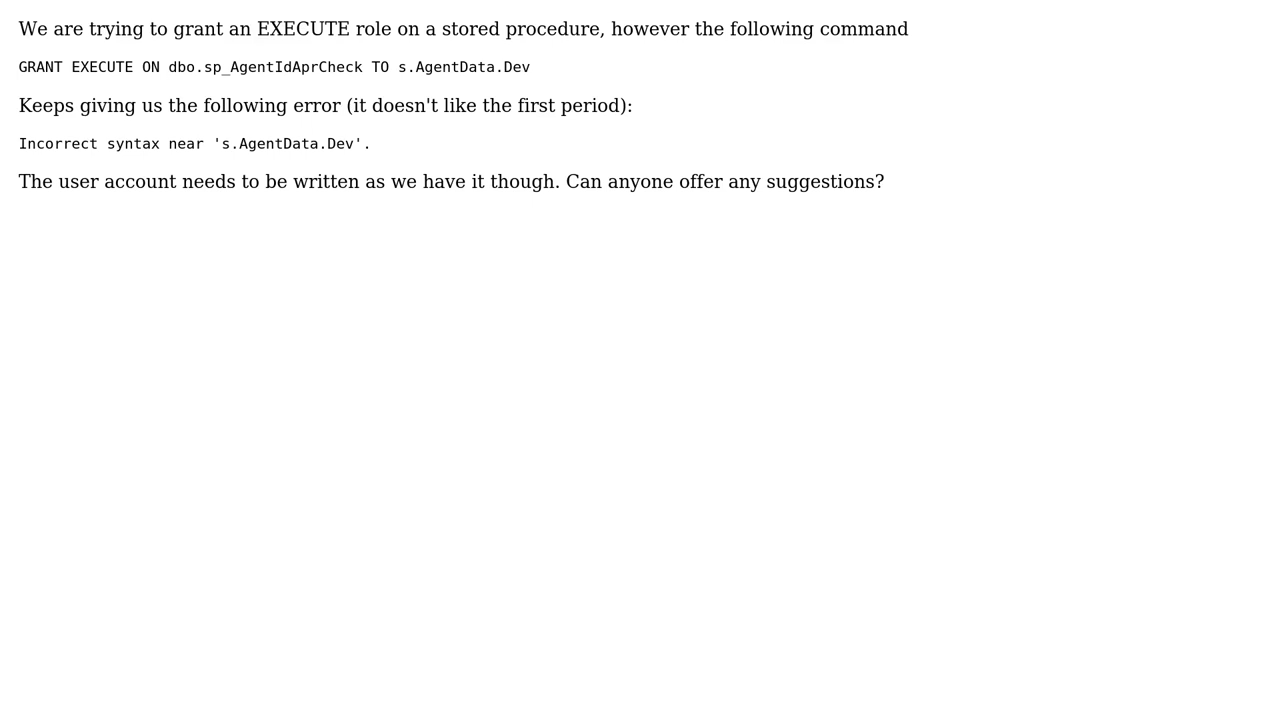 We are trying to grant an EXECUTE role on a stored procedure, however the following command
GRANT EXECUTE ON dbo.sp_AgentIdAprCheck TO s.AgentData.Dev
Keeps giving us the following error (it doesn't like the first period):
Incorrect syntax near 's.AgentData.Dev'.
The user account needs to be written as we have it though. Can anyone offer any suggestions?